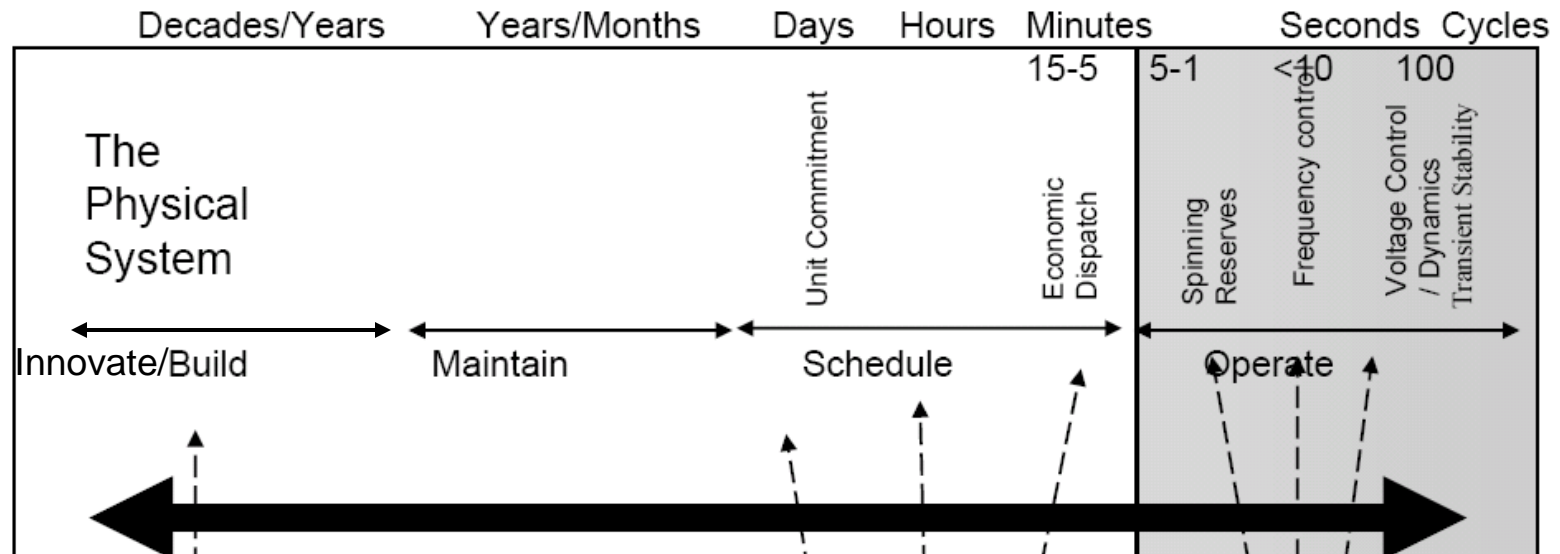 Decades/Years Years/Months Days Hours Minutes Seconds Cycles
15-5 5-1 <10 100
The
Physical
System
Unit Commitment
Economic
Dispatch
Spinning
Reserves
Frequency control
Voltage Control
/ Dynamics
Transient Stability
Innovate/Build Maintain Schedule Operate